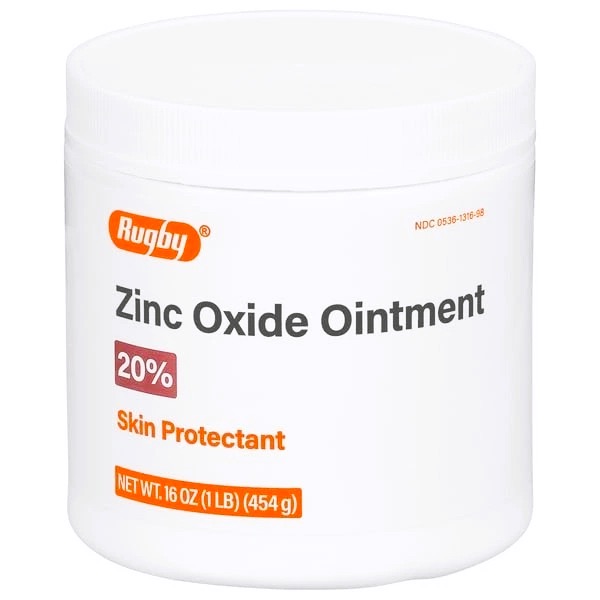 Rugby®
NDC 0536-1316-98
Zinc Oxide Ointment
20%
Skin Protectant
NET WT. 16 OZ (1 LB) (454 g)